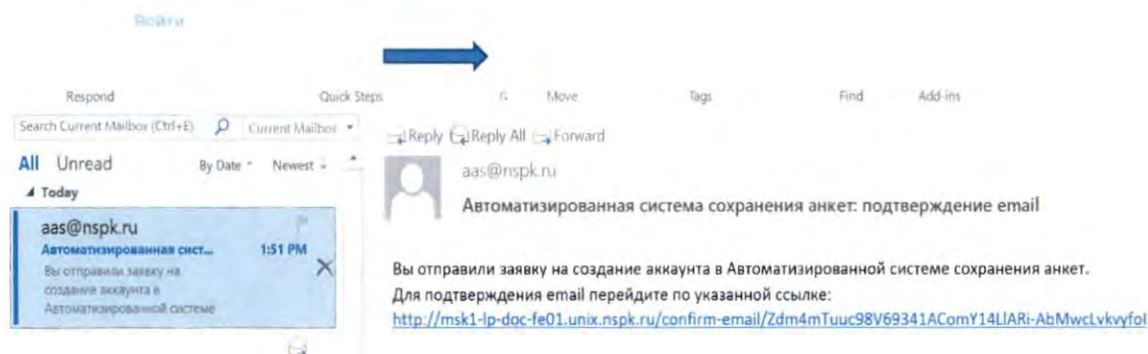 Войти
Respond Quick Steps Move Tags Find Add-ins
Search Current Mailbox (Ctrl+E) Current Mailbox
Reply Reply All Forward
All Unread By Date Newest
Today
aas@nspk.ru
Автоматизированная сист... 1:51 PM
Вы отправили заявку на
создание аккаунта в
Автоматизированной системе
aas@nspk.ru
Автоматизированная система сохранения анкет: подтверждение email
Вы отправили заявку на создание аккаунта в Автоматизированной системе сохранения анкет.
Для подтверждения email перейдите по указанной ссылке:
http://msk1-lp-doc-fe01.unix.nspk.ru/confirm-email/Zdm4mTuuc98V69341AComY14LlARi-AbMwcLvkvyfoI